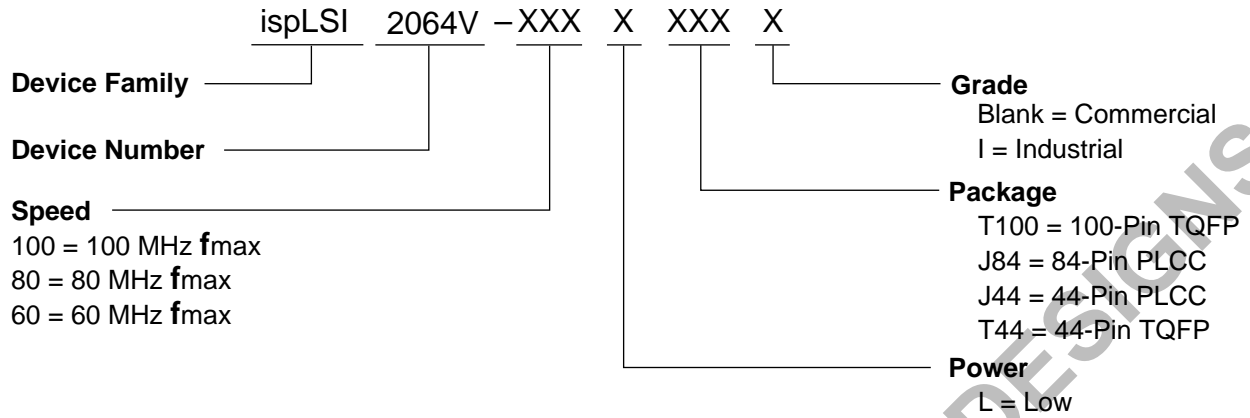 ispLSI 2064V – XXX X XXX X
Device Family
Device Number
Speed
100 = 100 MHz fmax
80 = 80 MHz fmax
60 = 60 MHz fmax
Grade
Blank = Commercial
I = Industrial
Package
T100 = 100-Pin TQFP
J84 = 84-Pin PLCC
J44 = 44-Pin PLCC
T44 = 44-Pin TQFP
Power
L = Low
DESIGNS